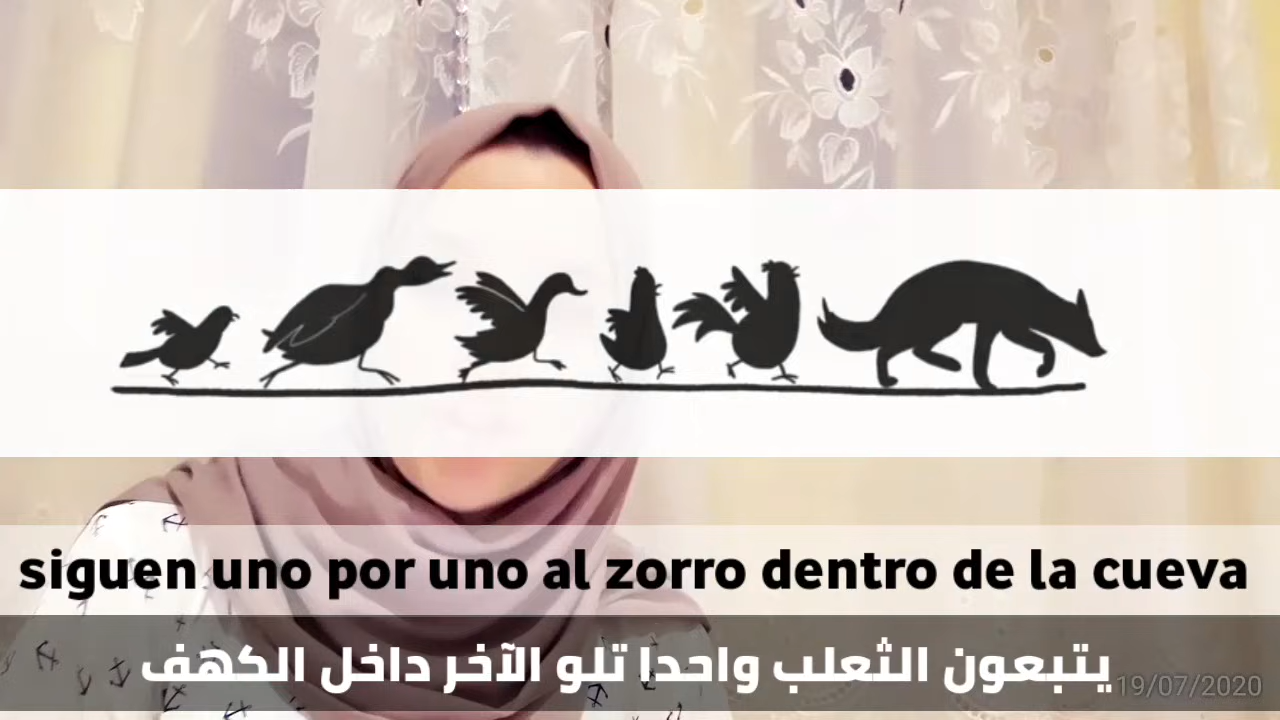 siguen uno por uno al zorro dentro de la cueva
يتبعون الثعلب واحدا تلو الآخر داخل الكهف
19/07/2020